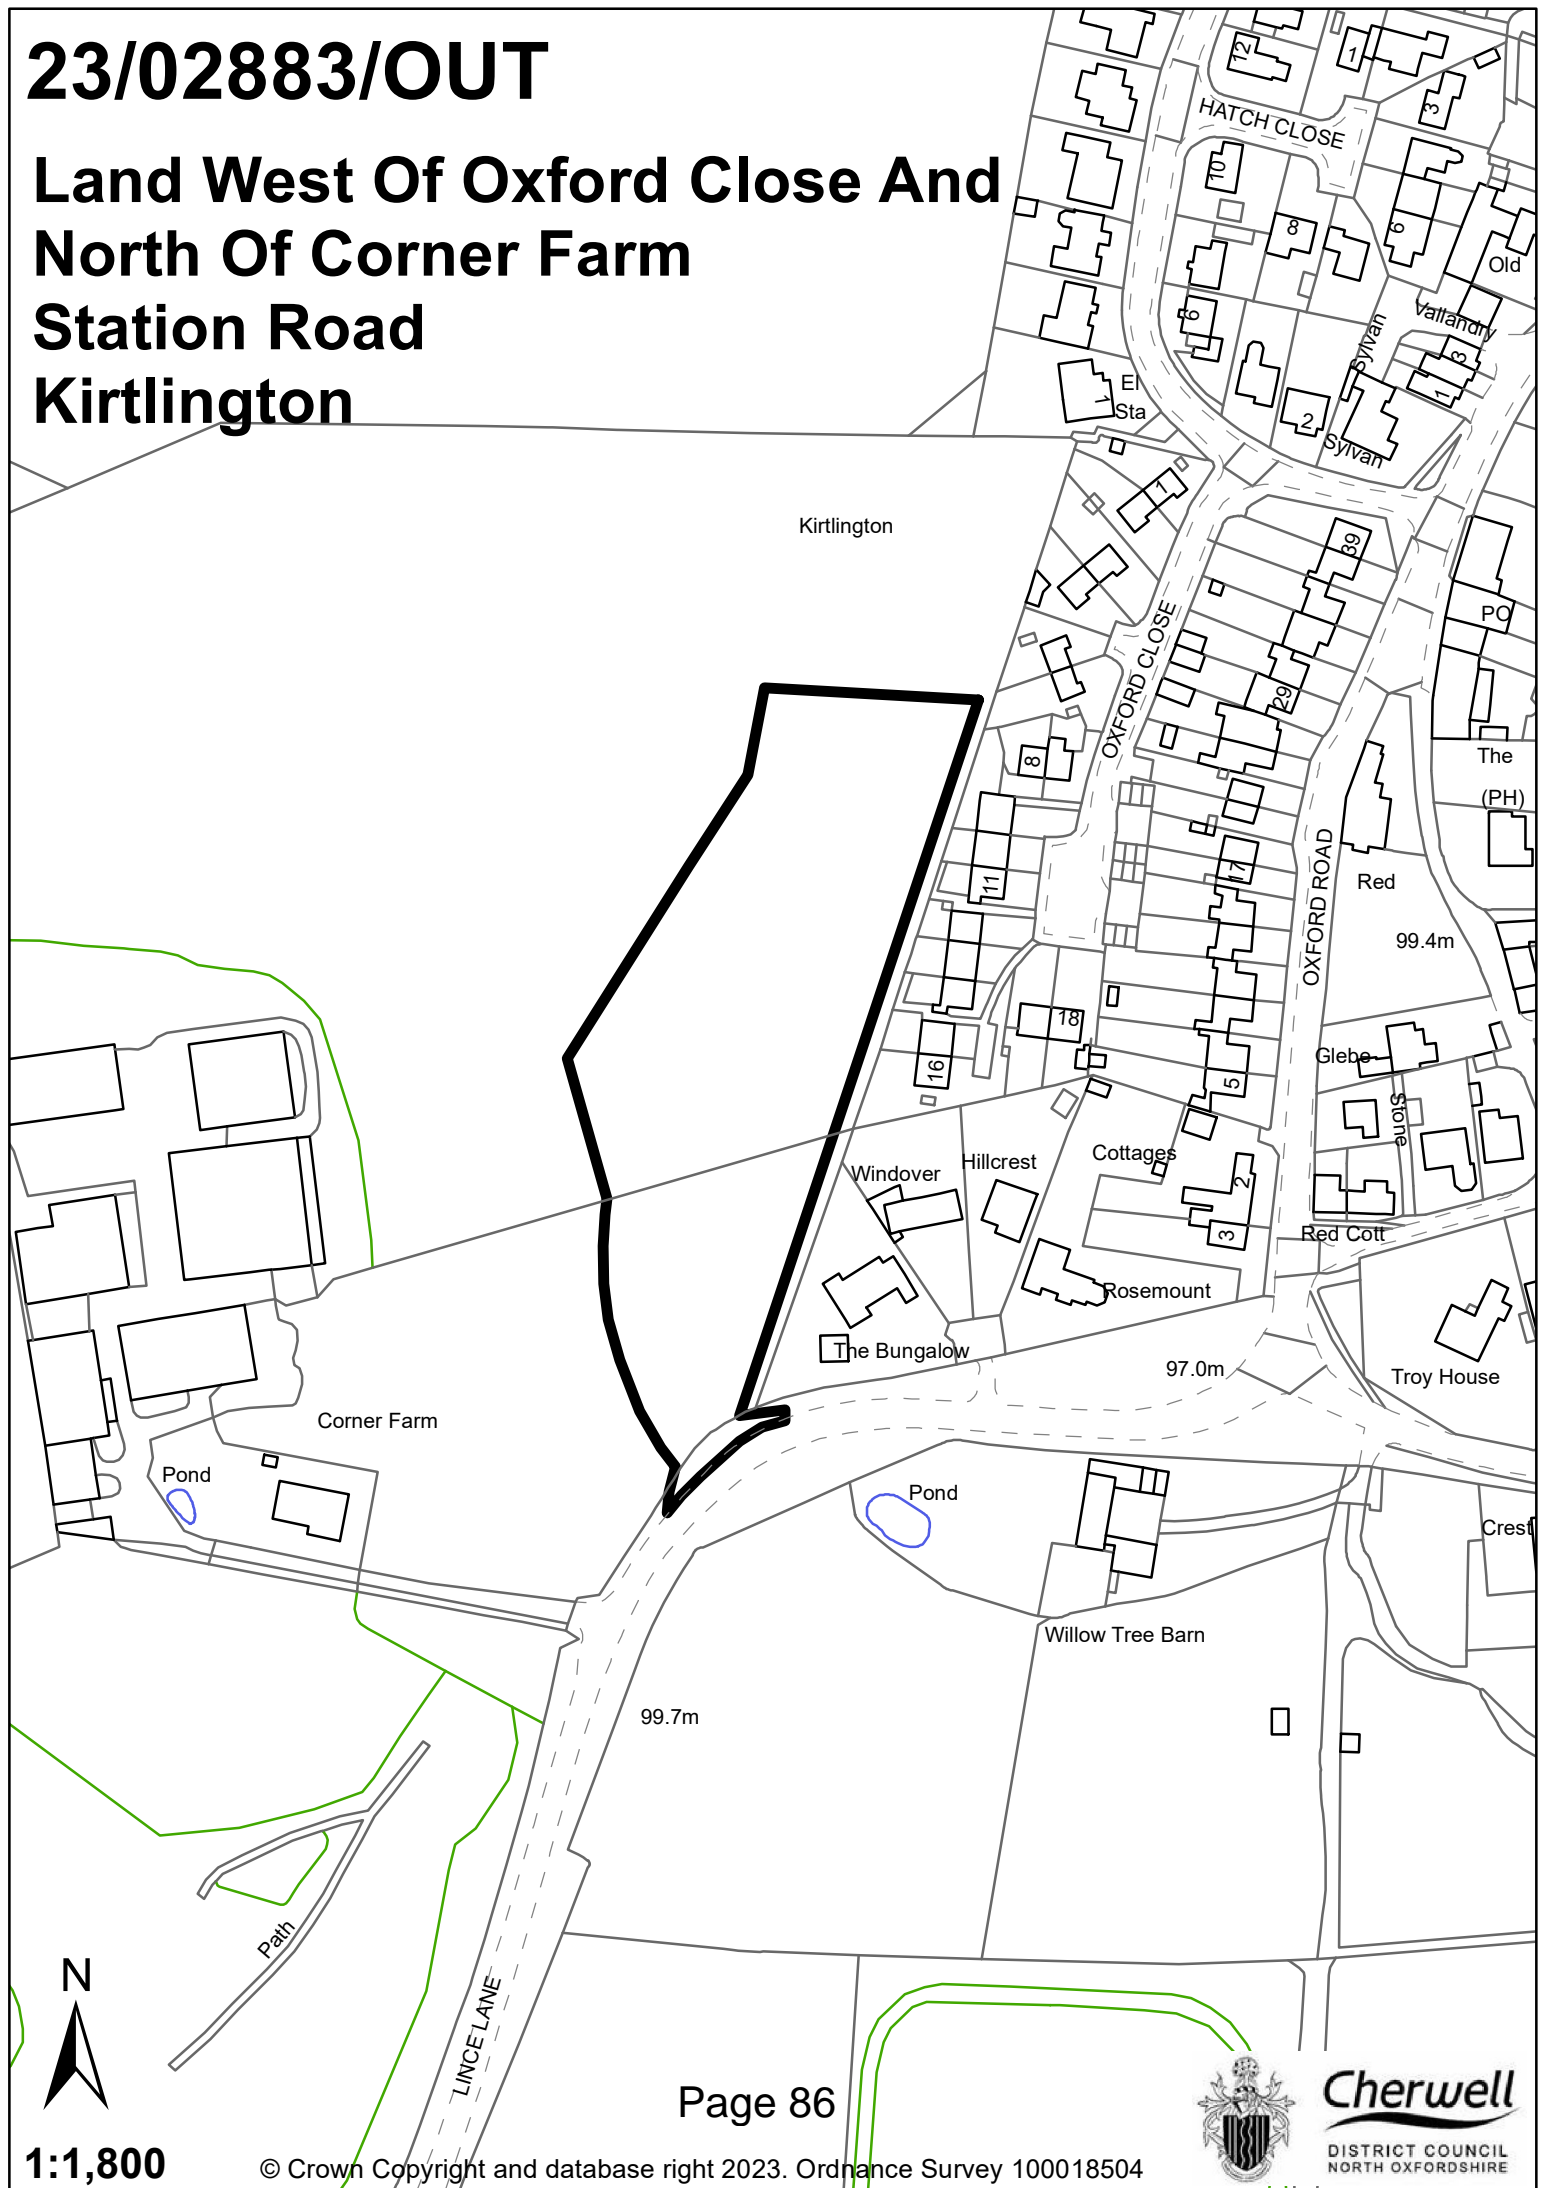 23/02883/OUT
Land West Of Oxford Close And
North Of Corner Farm
Station Road
Kirtlington
12
1
3
HATCH CLOSE
10
8
6
Old
6
Vallandry
Sylvan
3
1
El
Sta
1
2
Sylvan
Kirtlington
1
39
OXFORD CLOSE
PO
29
The
(PH)
8
17
11
Red
OXFORD ROAD
99.4m
18
16
5
Glebe
Stone
Cottages
Windover
Hillcrest
2
3
Red Cott
Rosemount
The Bungalow
97.0m
Troy House
Corner Farm
Pond
Pond
Crest
Willow Tree Barn
99.7m
Path
LINCE LANE
N
Page 86
1:1,800
© Crown Copyright and database right 2023. Ordnance Survey 100018504
Cherwell
DISTRICT COUNCIL
NORTH OXFORDSHIRE